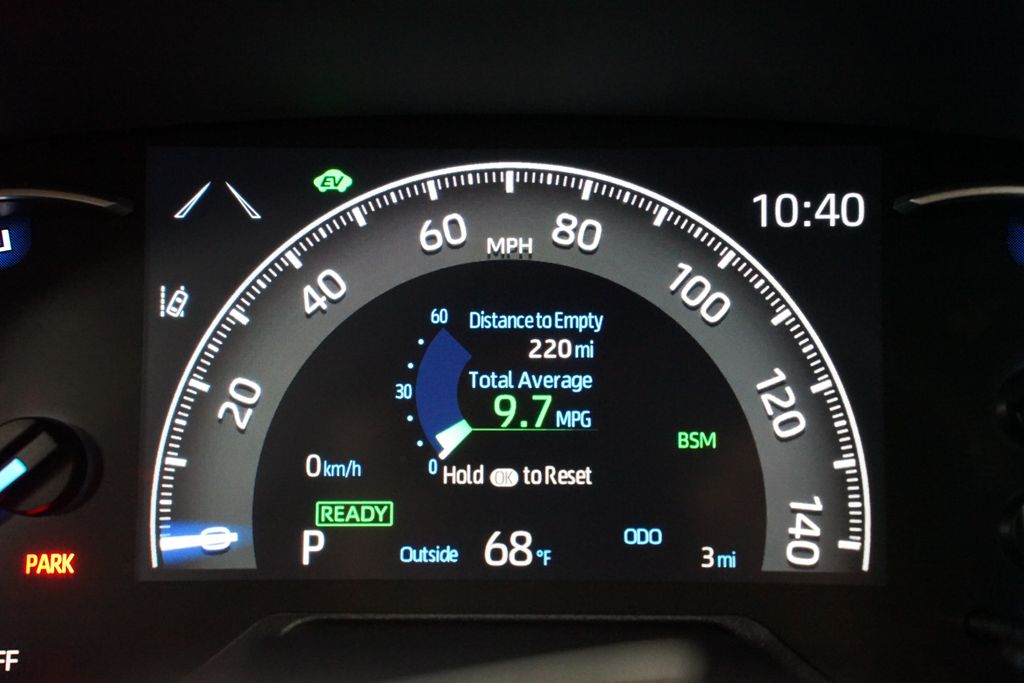 EV
10:40
60
MPH
80
40
100
20
120
0
140
60
Distance to Empty
220 mi
Total Average
30
9.7 MPG
BSM
0
Hold OK to Reset
0 km/h
READY
P
Outside 68 °F
ODO
3 mi
PARK
FF